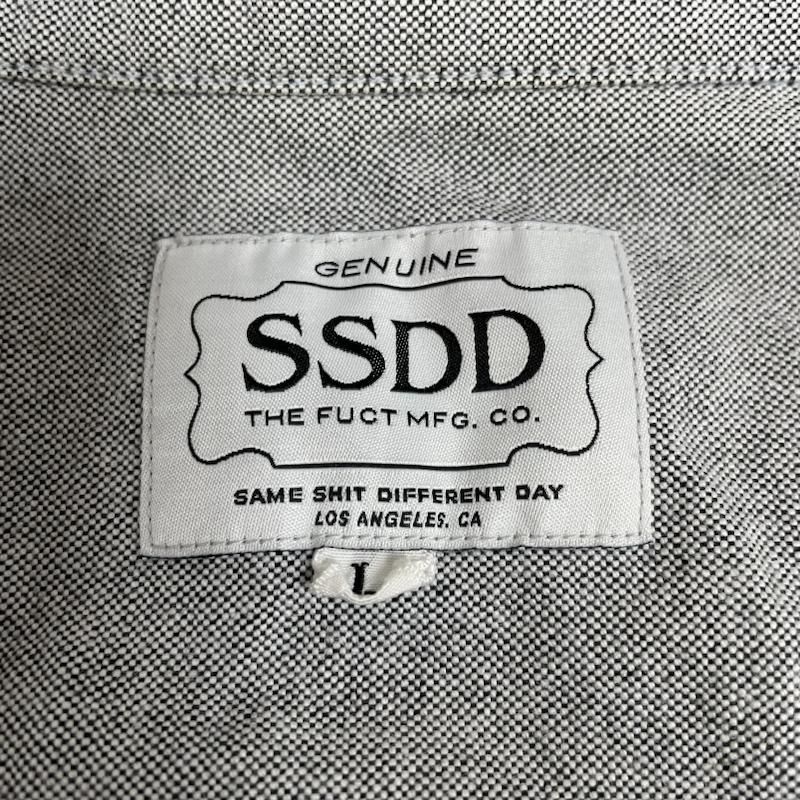 GENUINE
SSDD
THE FUCT MFG. CO.
SAME SHIT DIFFERENT DAY
LOS ANGELES, CA
L